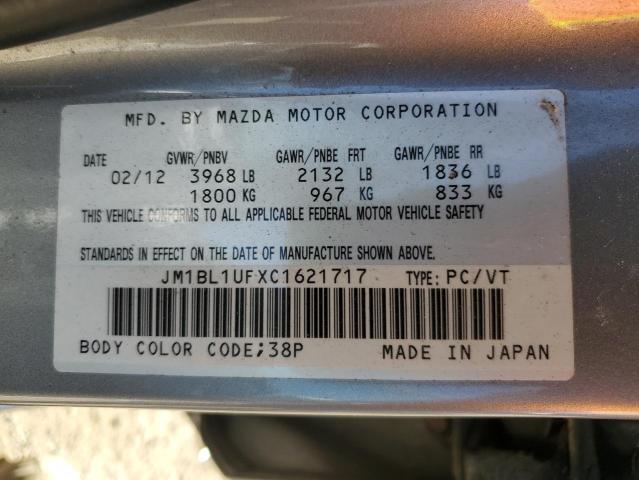 MFD. BY MAZDA MOTOR CORPORATION
DATE GVWR/PNBV GAWR/PNBE FRT GAWR/PNBE RR
02/12 3968 LB 2132 LB 1836 LB
1800 KG 967 KG 833 KG
THIS VEHICLE CONFORMS TO ALL APPLICABLE FEDERAL MOTOR VEHICLE SAFETY
STANDARDS IN EFFECT ON THE DATE OF MANUFACTURE SHOWN ABOVE.
JM1BL1UFXC1621717 TYPE: PC/VT
BODY COLOR CODE;38P MADE IN JAPAN